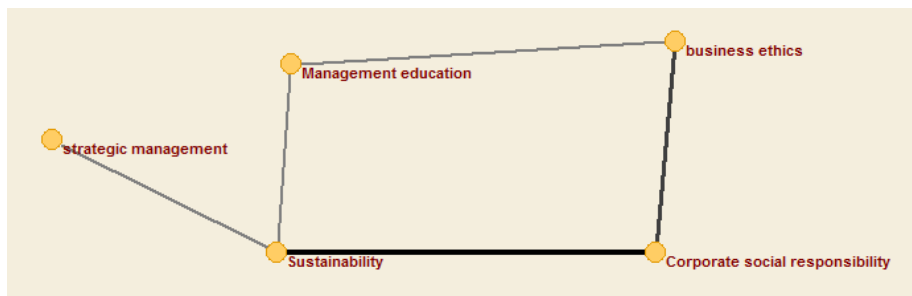 business ethics
Management education
strategic management
Sustainability
Corporate social responsibility